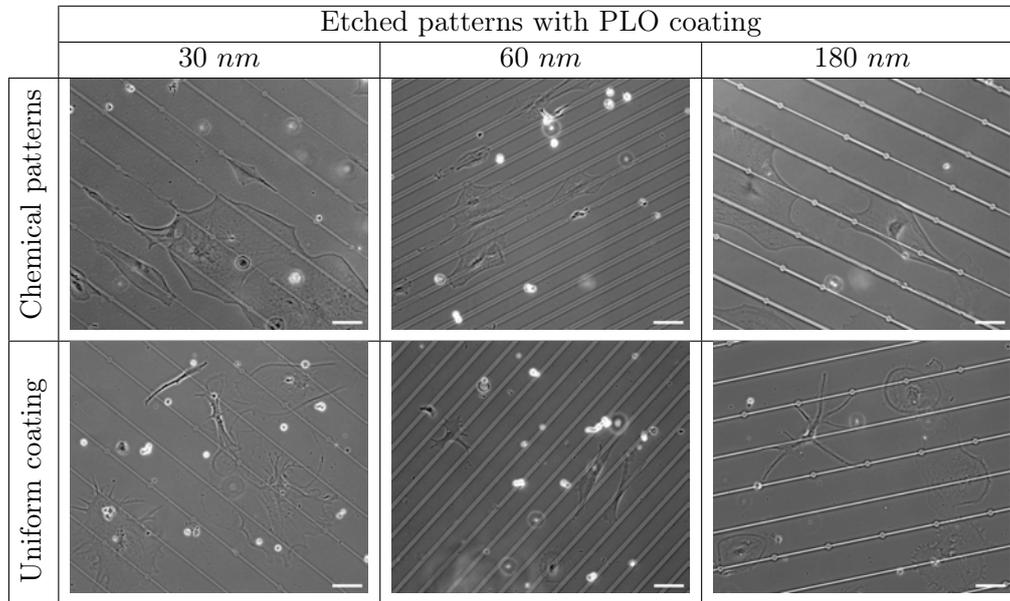 Etched patterns with PLO coating
30 nm
60 nm
180 nm
Chemical patterns
Uniform coating